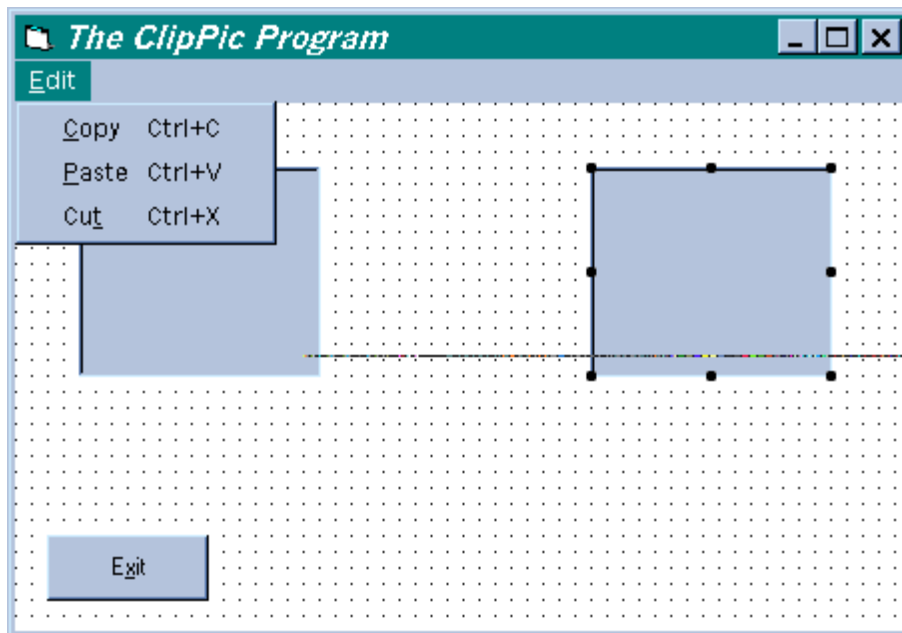 The ClipPic Program
Edit
Copy Ctrl+C
Paste Ctrl+V
Cut Ctrl+X
Exit